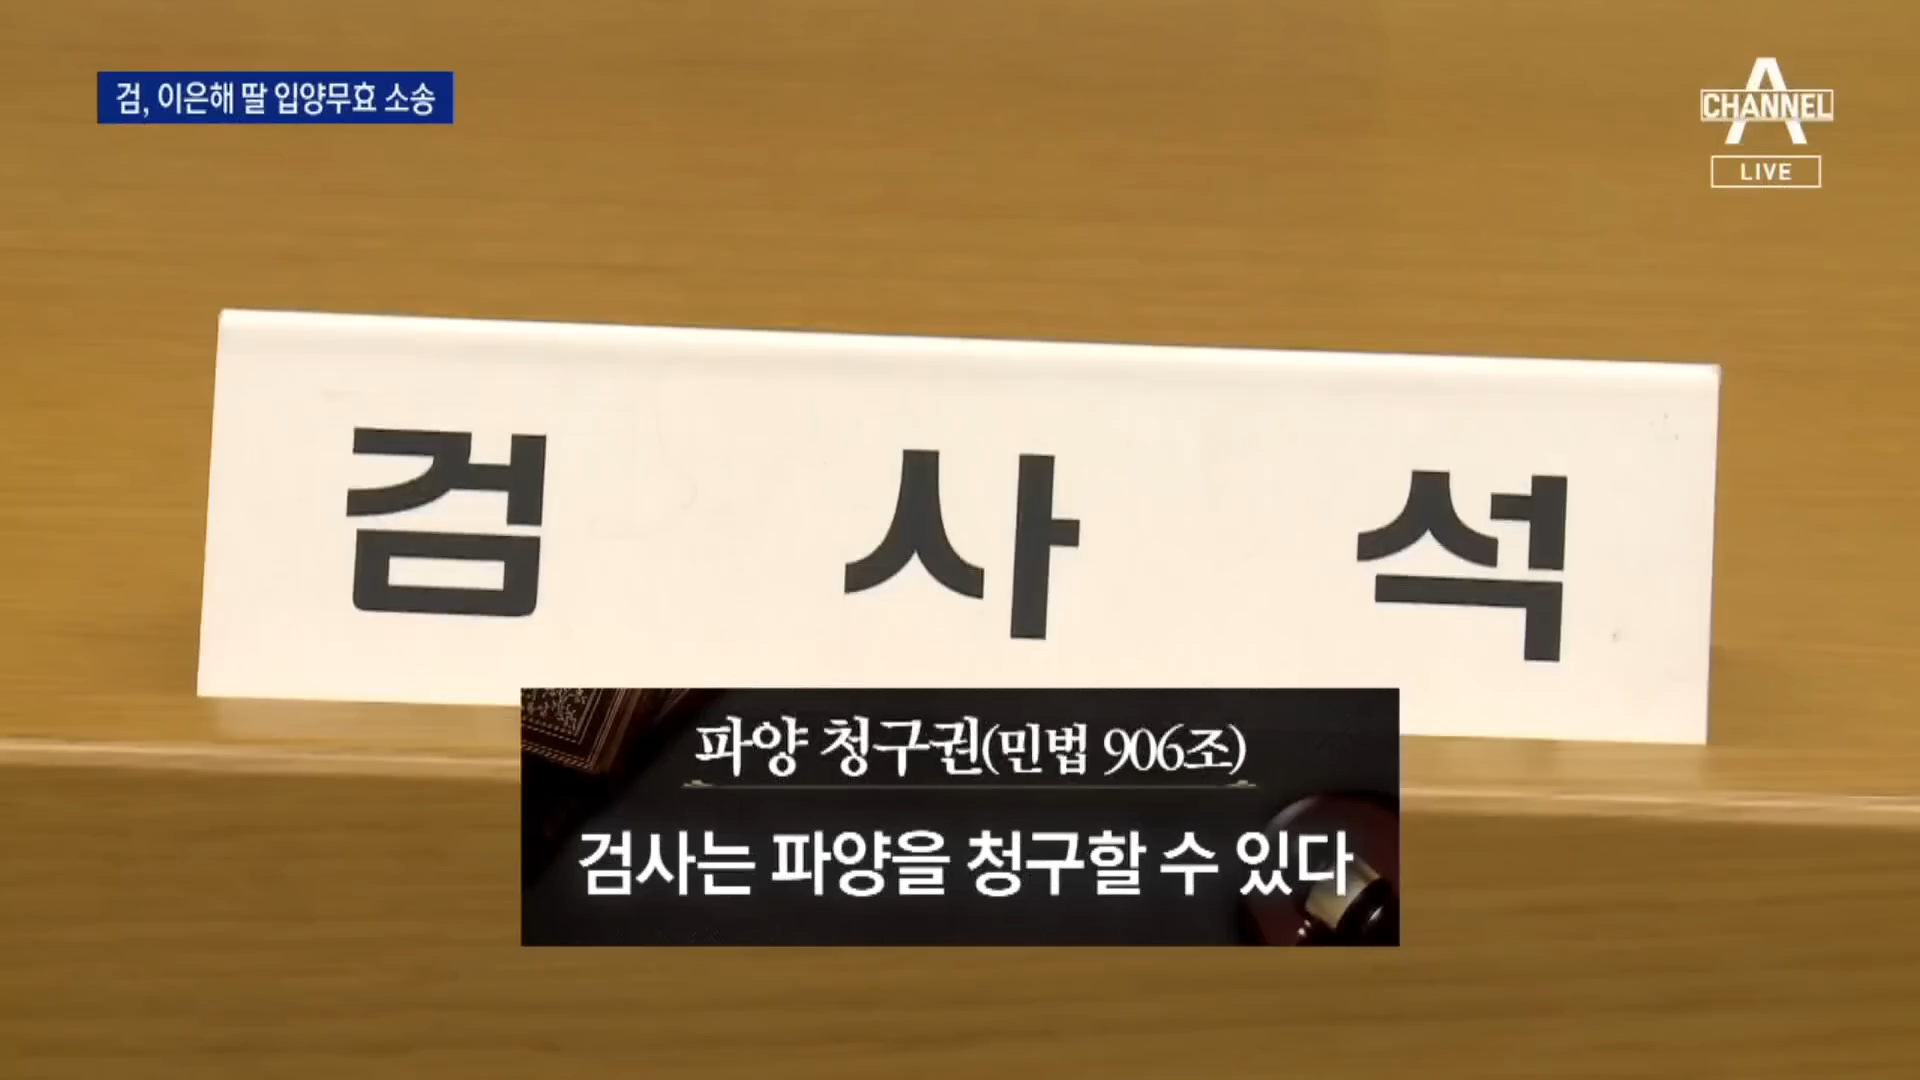 검, 이은해 딸 입양무효 소송
CHANNEL A
LIVE
검 사 석
파양 청구권(민법 906조)
검사는 파양을 청구할 수 있다